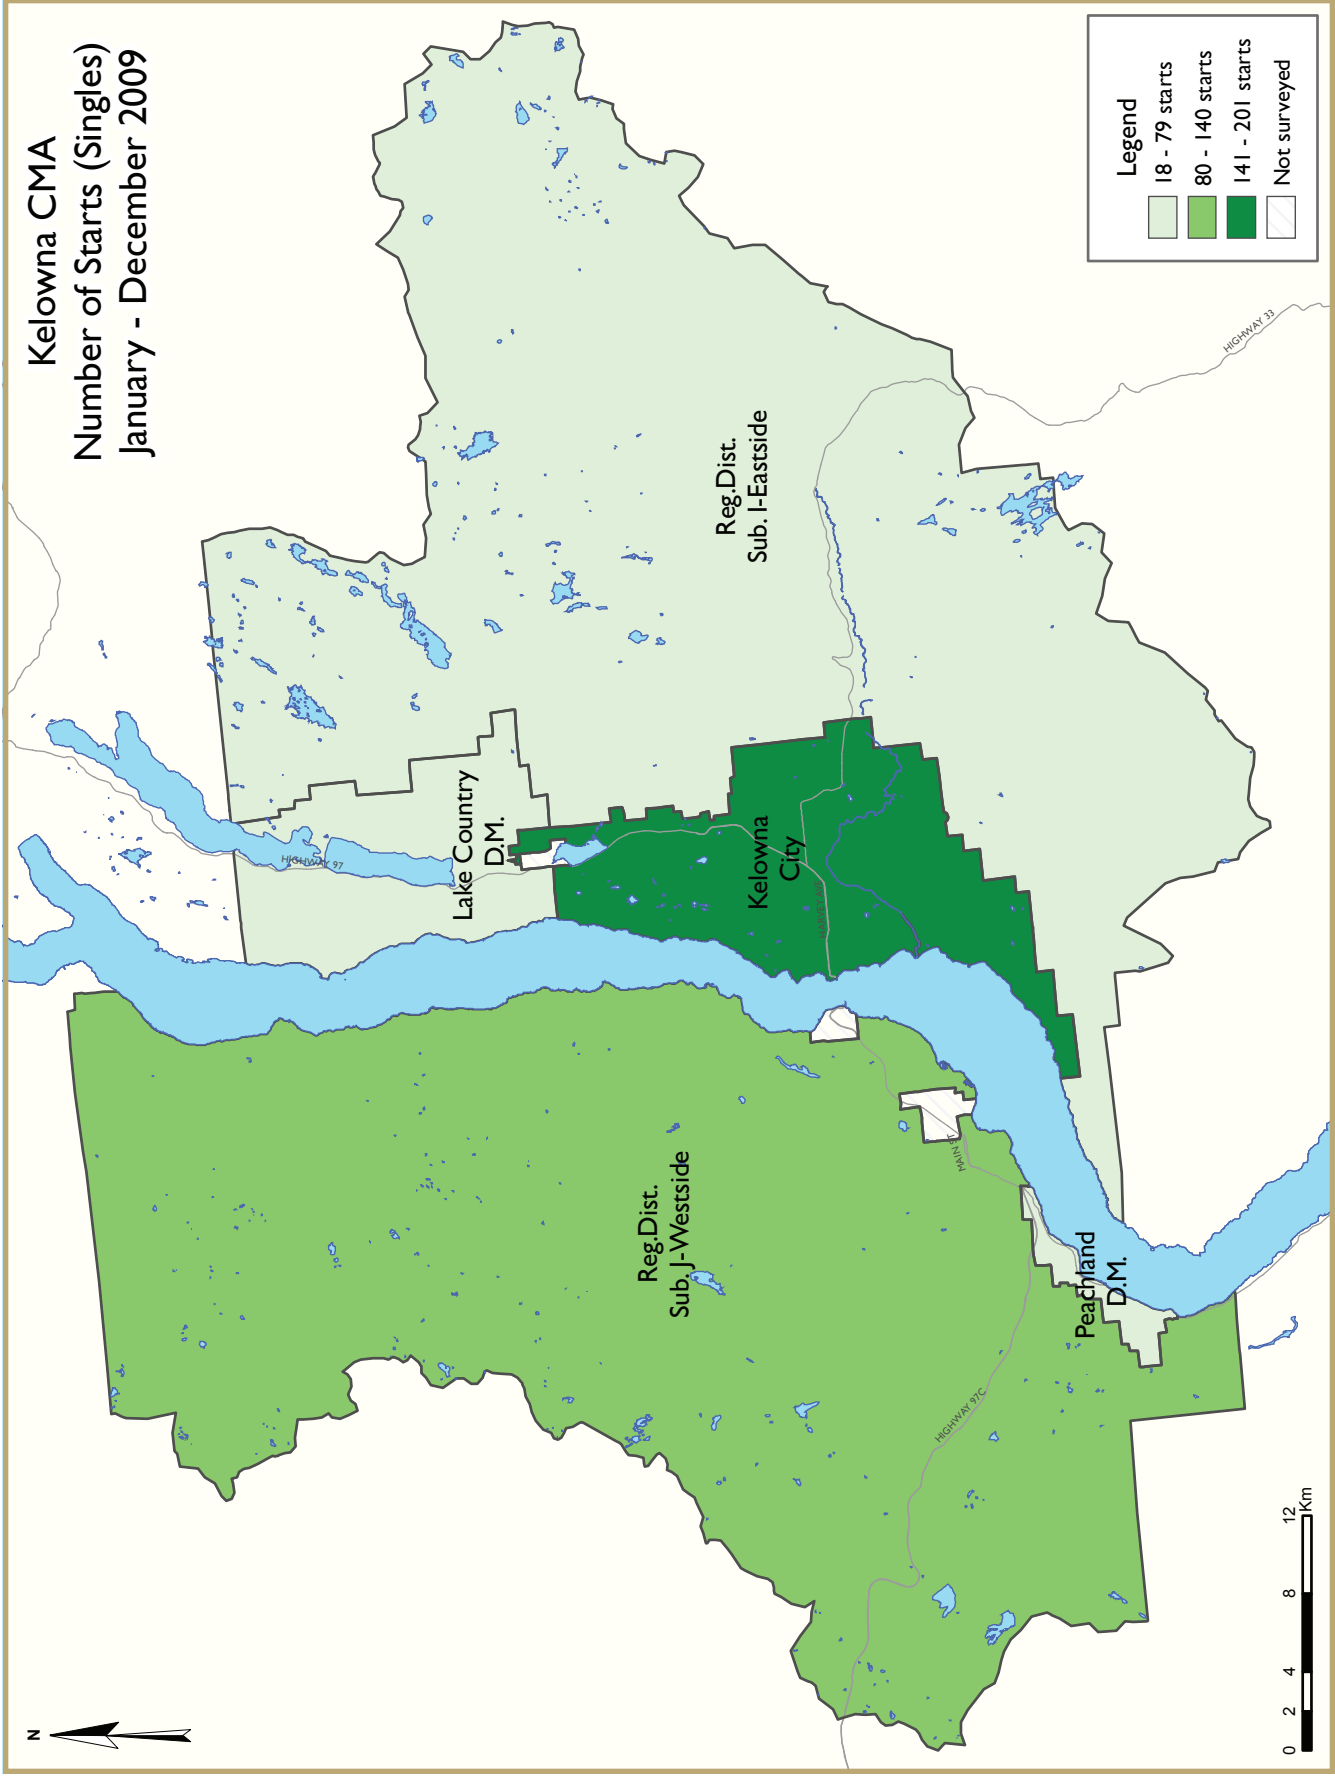 Kelowna CMA
Number of Starts (Singles)
January - December 2009
N
HIGHWAY 97
Lake Country
D.M.
Reg.Dist.
Sub. J-Westside
Kelowna
City
HARVEY AVE
Reg.Dist.
Sub. I-Eastside
HIGHWAY 33
MAIN ST
HIGHWAY 97C
Peachland
D.M.
Legend
18 - 79 starts
80 - 140 starts
141 - 201 starts
Not surveyed
0 2 4 8 12
Km